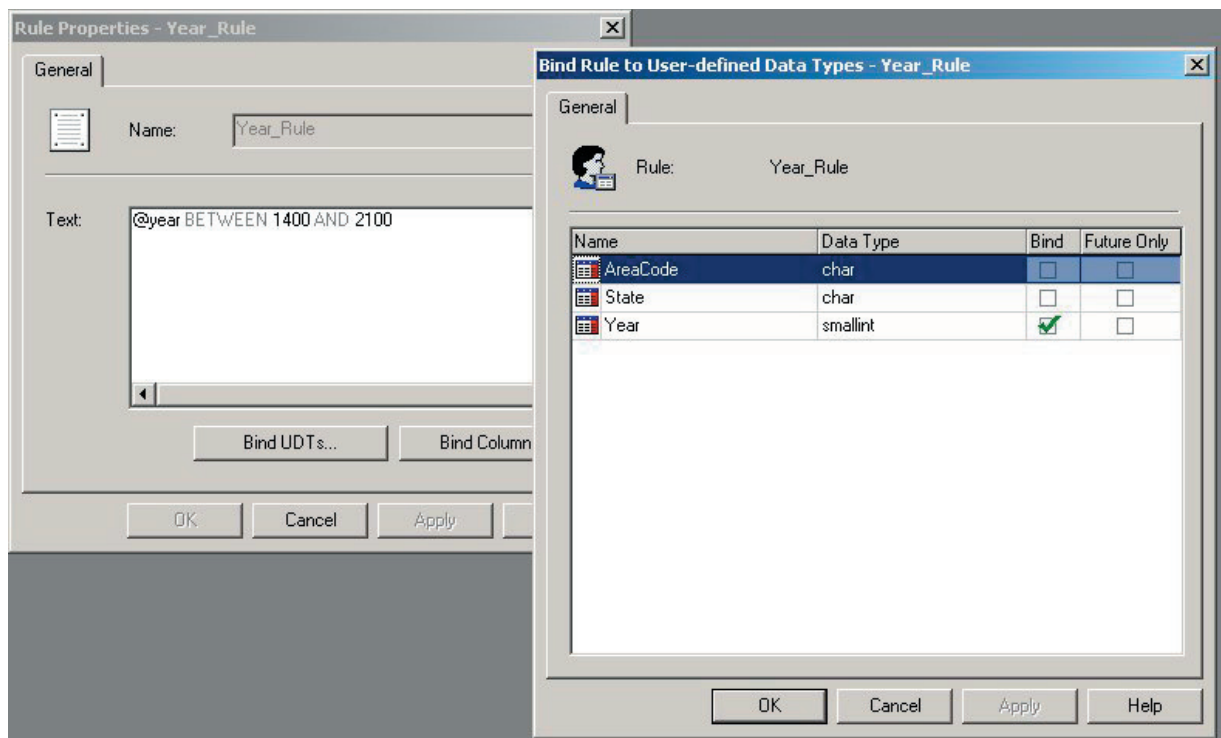 Rule Properties - Year_Rule
General
Name:
Year_Rule
Text:
@year BETWEEN 1400 AND 2100
Bind UDTs...
Bind Column
OK
Cancel
Apply
Bind Rule to User-defined Data Types - Year_Rule
General
Rule:
Year_Rule
Name Data Type Bind Future Only
AreaCode char
State char
Year smallint
OK
Cancel
Apply
Help